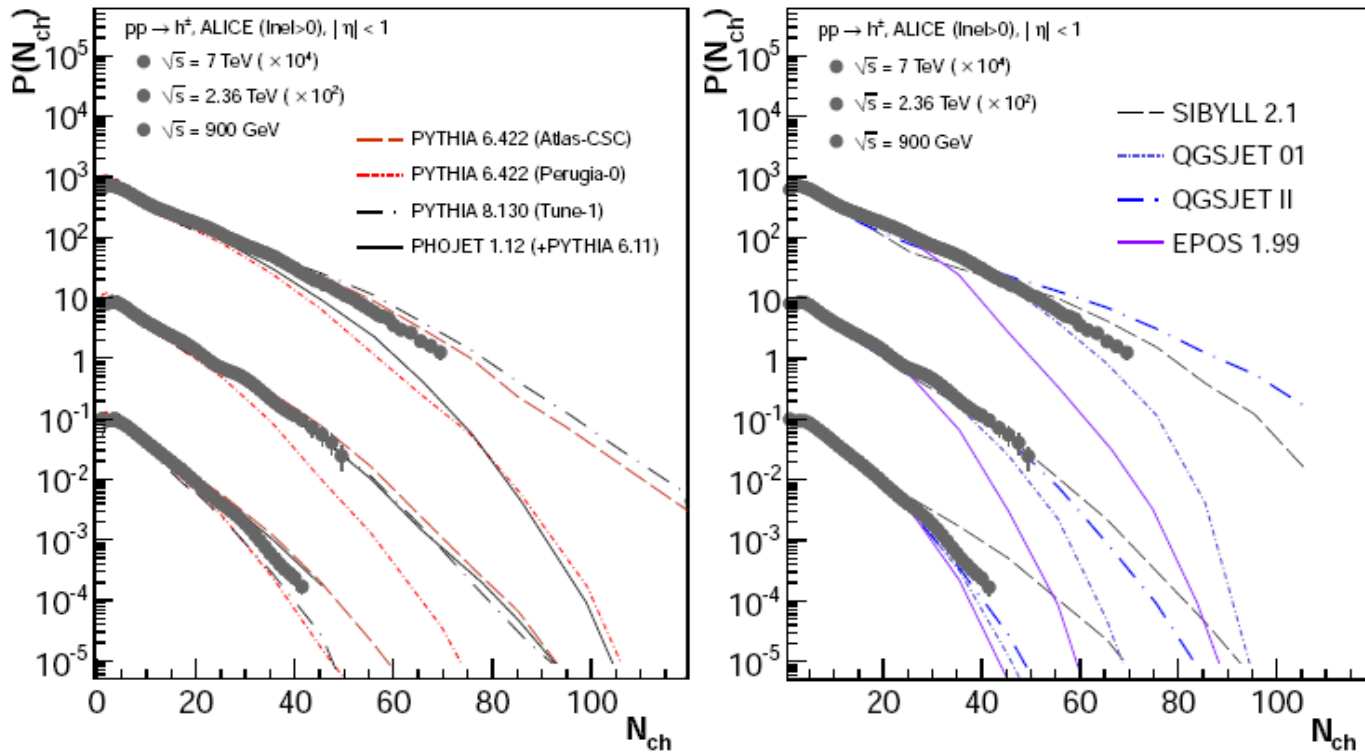 pp → h±, ALICE (Inel>0), | η | < 1
√s = 7 TeV ( × 10⁴)
√s = 2.36 TeV ( × 10²)
√s = 900 GeV
PYTHIA 6.422 (Atlas-CSC)
PYTHIA 6.422 (Perugia-0)
PYTHIA 8.130 (Tune-1)
PHOJET 1.12 (+PYTHIA 6.11)
P(N_ch)
10⁵
10⁴
10³
10²
10
1
10⁻¹
10⁻²
10⁻³
10⁻⁴
10⁻⁵
0 20 40 60 80 100
N_ch
pp → h±, ALICE (Inel>0), | η | < 1
√s = 7 TeV ( × 10⁴)
√s = 2.36 TeV ( × 10²)
√s = 900 GeV
SIBYLL 2.1
QGSJET 01
QGSJET II
EPOS 1.99
P(N_ch)
10⁵
10⁴
10³
10²
10
1
10⁻¹
10⁻²
10⁻³
10⁻⁴
10⁻⁵
20 40 60 80 100
N_ch